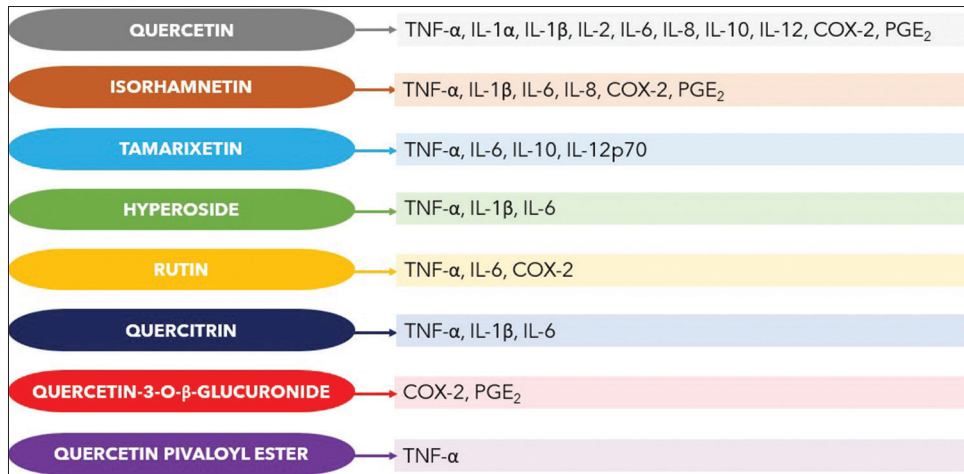 QUERCETIN TNF-α, IL-1α, IL-1β, IL-2, IL-6, IL-8, IL-10, IL-12, COX-2, PGE₂
ISORHAMNETIN TNF-α, IL-1β, IL-6, IL-8, COX-2, PGE₂
TAMARIXETIN TNF-α, IL-6, IL-10, IL-12p70
HYPEROSIDE TNF-α, IL-1β, IL-6
RUTIN TNF-α, IL-6, COX-2
QUERCITRIN TNF-α, IL-1β, IL-6
QUERCETIN-3-O-β-GLUCURONIDE COX-2, PGE₂
QUERCETIN PIVALOYL ESTER TNF-α